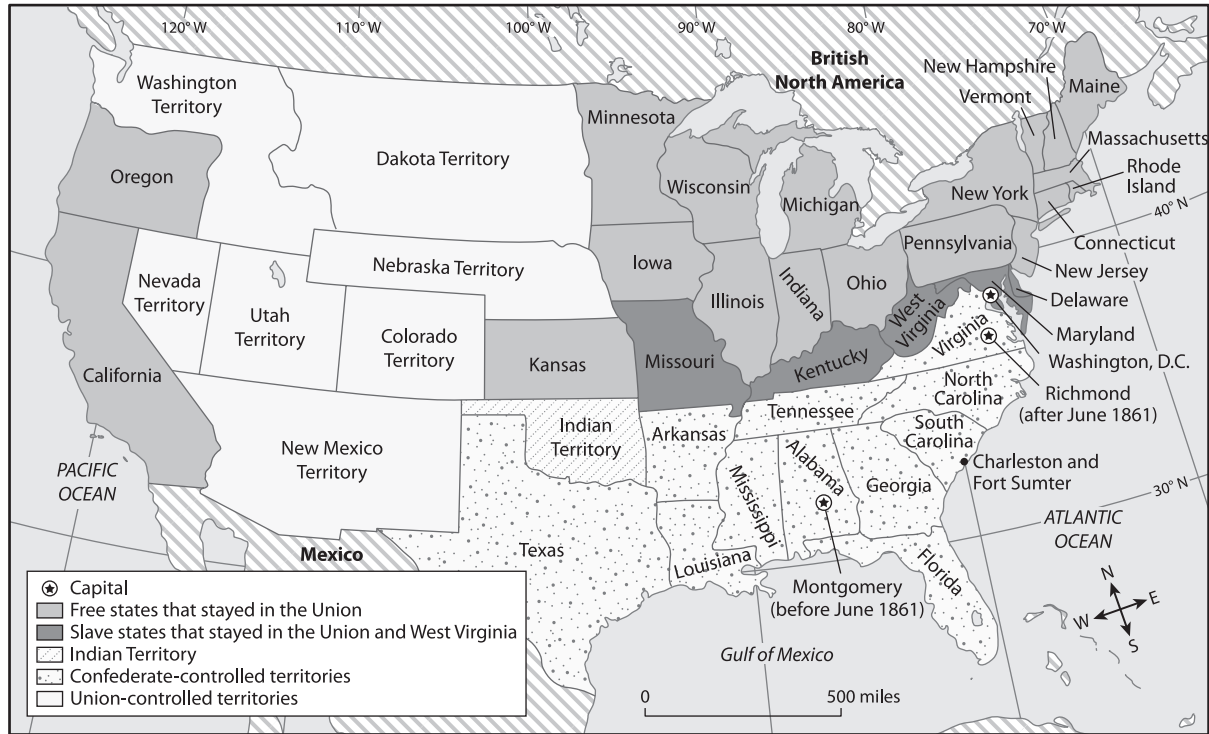 120°W
100°W
90°W
80°W
70°W
British
North America
New Hampshire
Vermont
Maine
Massachusetts
Rhode
Island
40° N
Connecticut
New Jersey
Delaware
Maryland
Washington, D.C.
Richmond
(after June 1861)
Washington
Territory
Oregon
Dakota Territory
Minnesota
Wisconsin
Michigan
New York
Pennsylvania
Nevada
Territory
Utah
Territory
Nebraska Territory
Colorado
Territory
Iowa
Illinois
Indiana
Ohio
West
Virginia
Virginia
California
Kansas
Missouri
Kentucky
New Mexico
Territory
Indian
Territory
Arkansas
Tennessee
North
Carolina
South
Carolina
Charleston and
Fort Sumter
30° N
PACIFIC
OCEAN
ATLANTIC
OCEAN
Mexico
Texas
Louisiana
Mississippi
Alabama
Georgia
Florida
Montgomery
(before June 1861)
Gulf of Mexico
N
E
W
S
0 500 miles
Capital
Free states that stayed in the Union
Slave states that stayed in the Union and West Virginia
Indian Territory
Confederate-controlled territories
Union-controlled territories